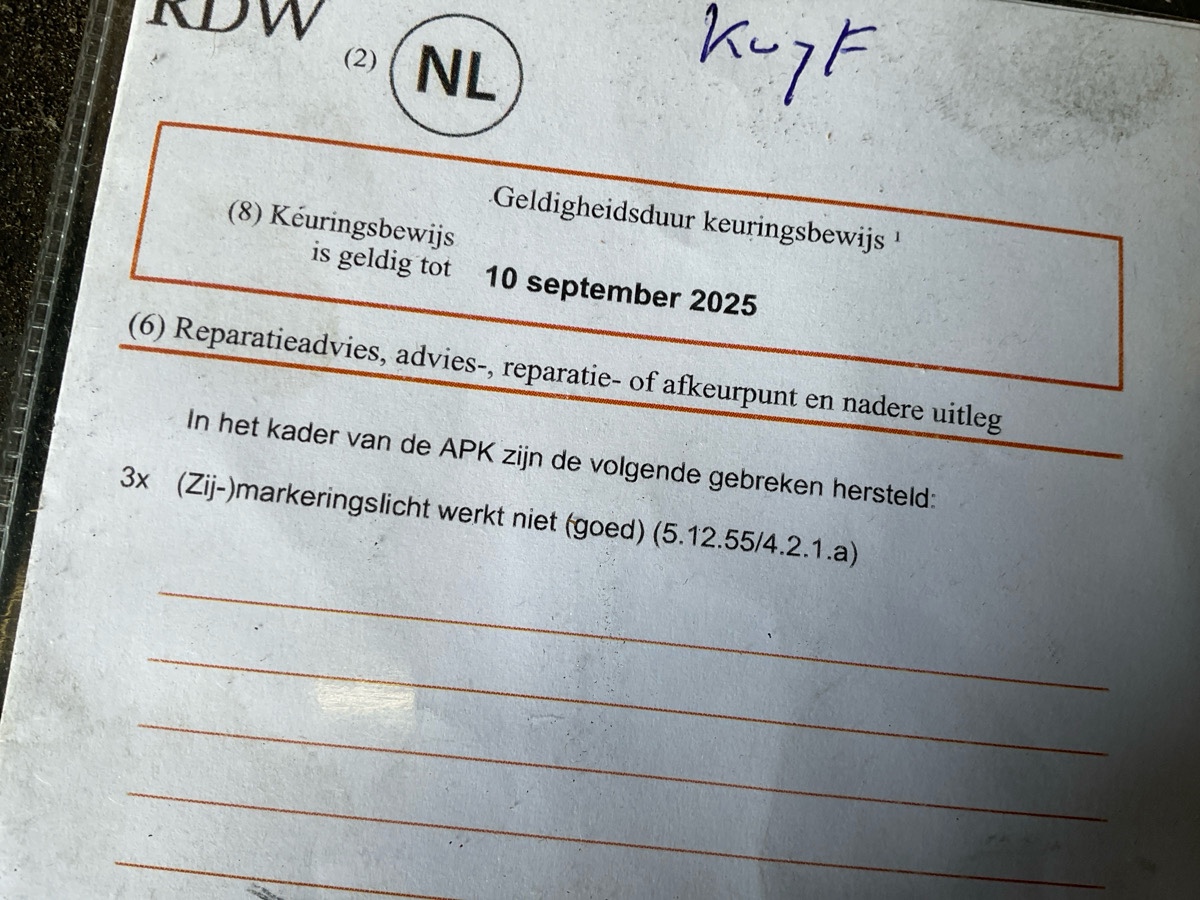 RDW
(2) NL
Geldigheidsduur keuringsbewijs ¹
(8) Keuringsbewijs
is geldig tot 10 september 2025
(6) Reparatieadvies, advies-, reparatie- of afkeurpunt en nadere uitleg
In het kader van de APK zijn de volgende gebreken hersteld:
3x (Zij-)markeringslicht werkt niet (goed) (5.12.55/4.2.1.a)